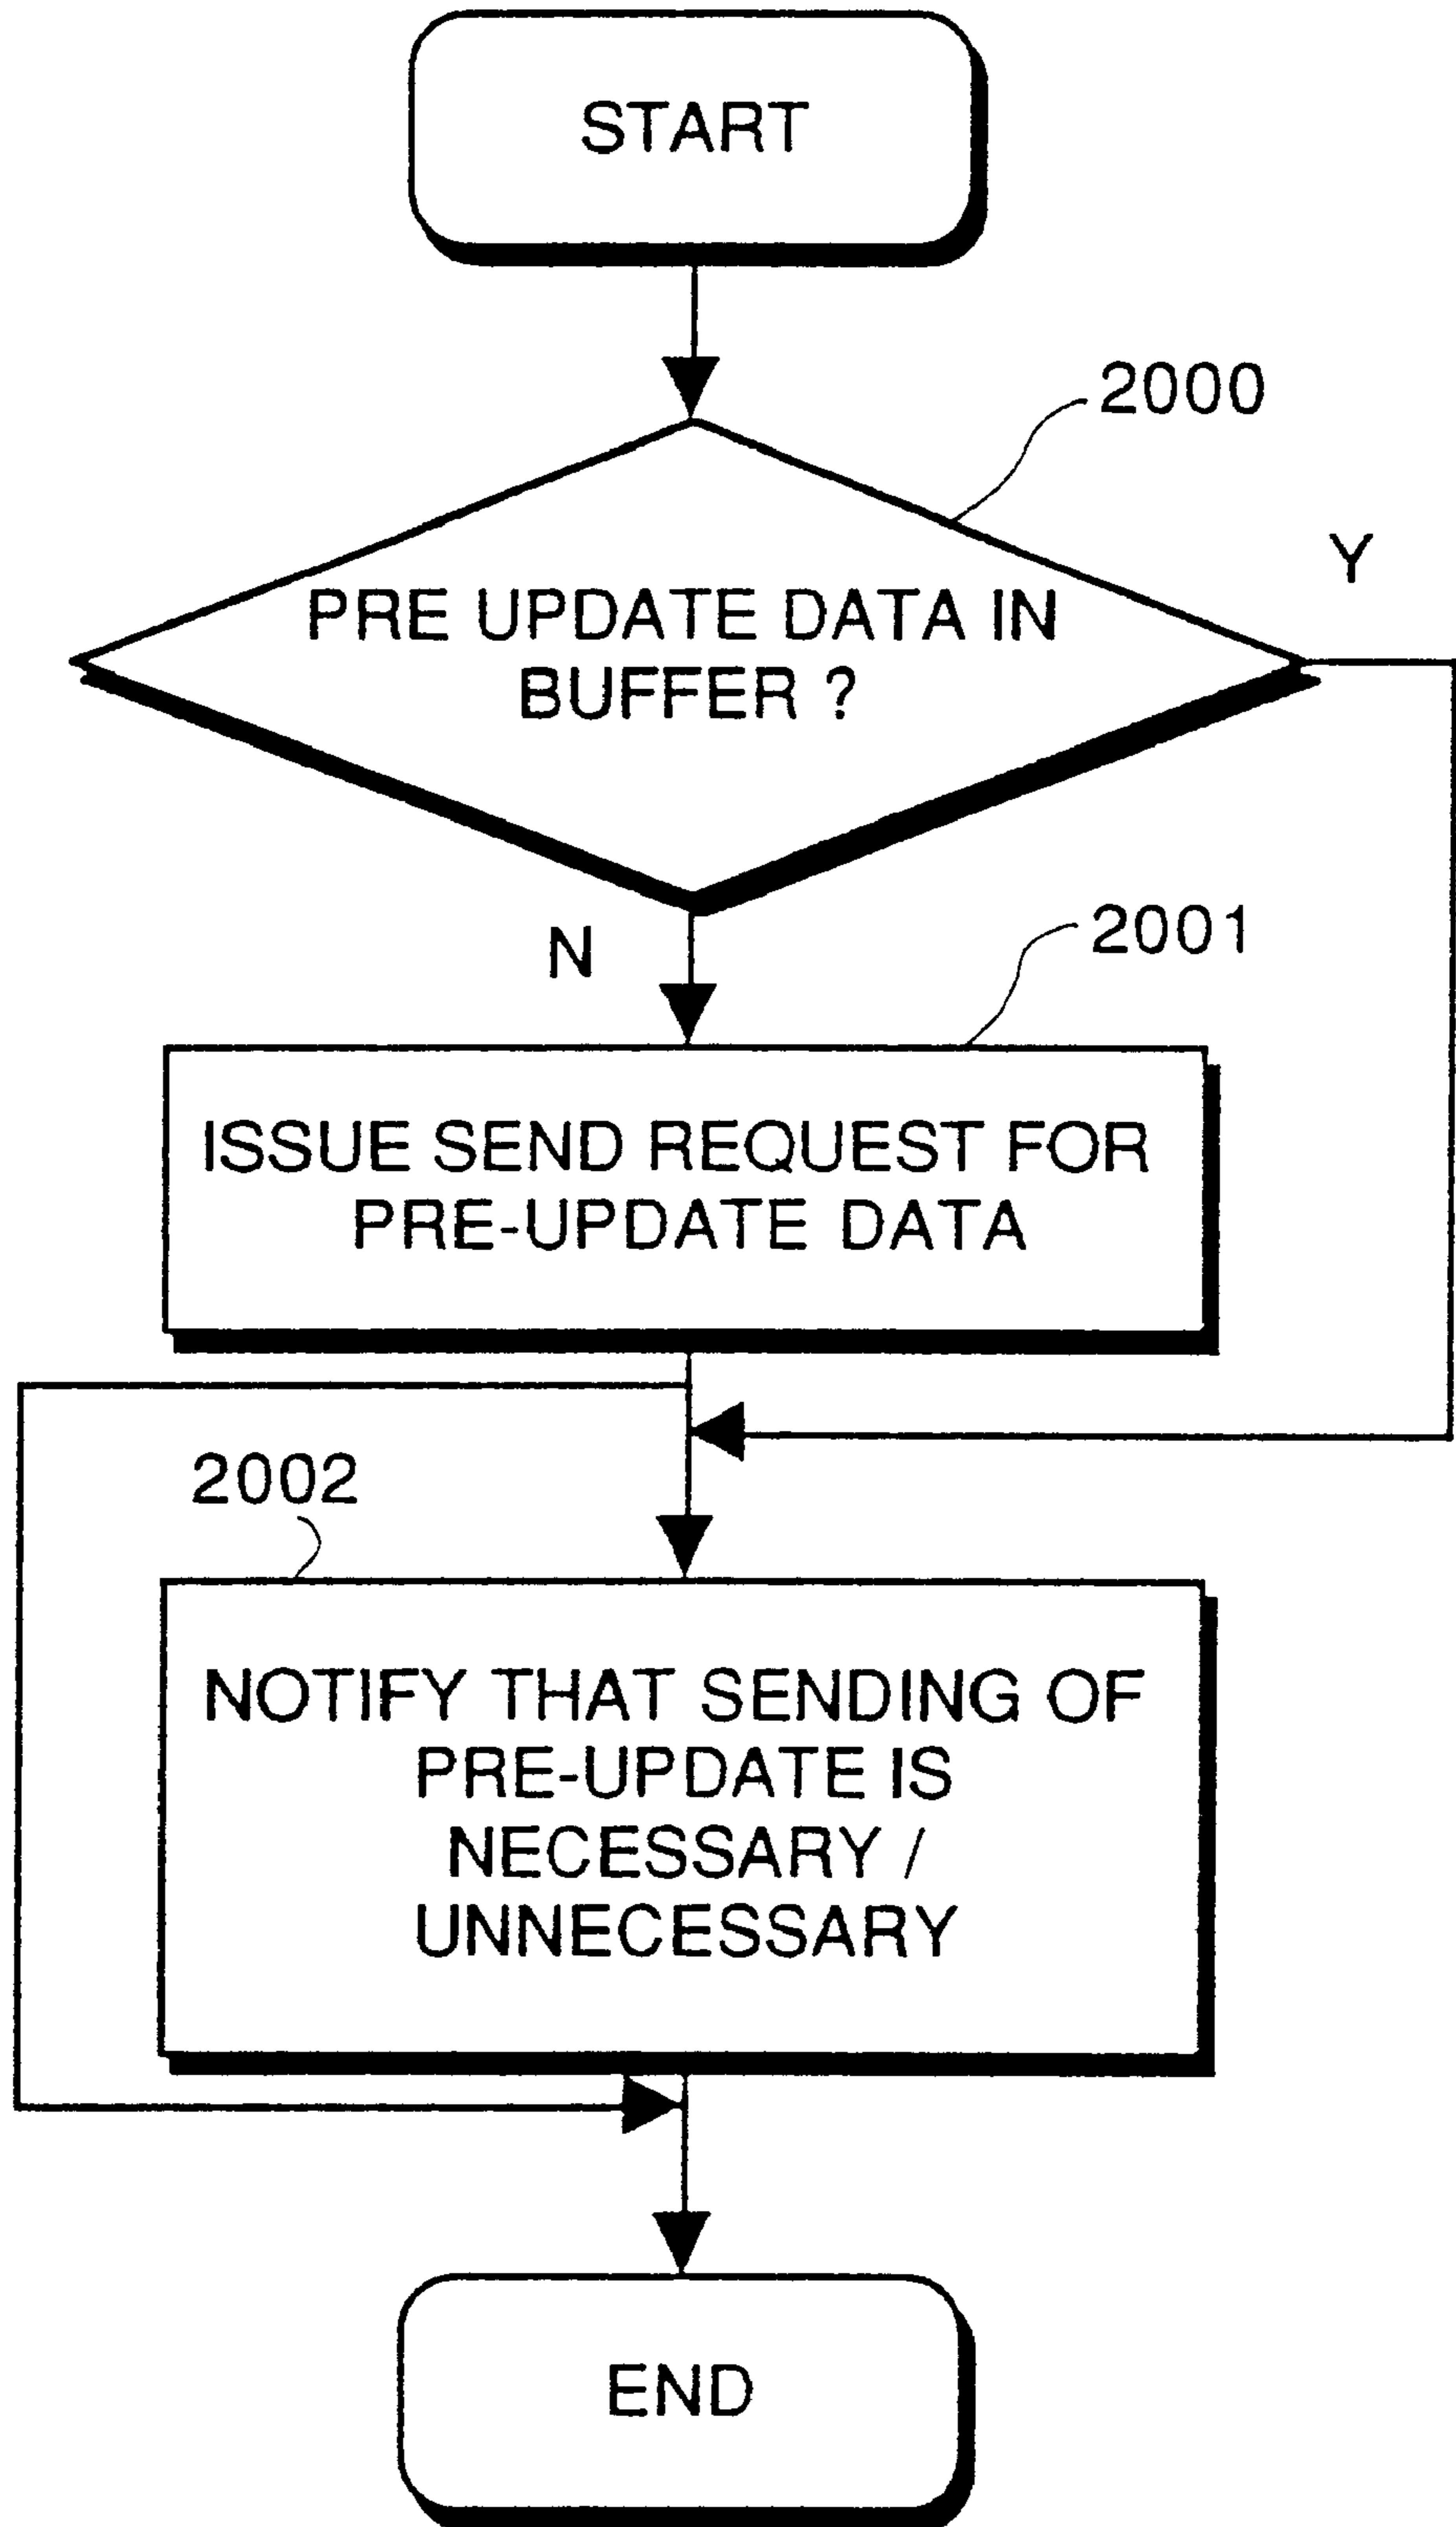 START
2000
Y
PRE UPDATE DATA IN
BUFFER ?
N
2001
ISSUE SEND REQUEST FOR
PRE-UPDATE DATA
2002
NOTIFY THAT SENDING OF
PRE-UPDATE IS
NECESSARY /
UNNECESSARY
END